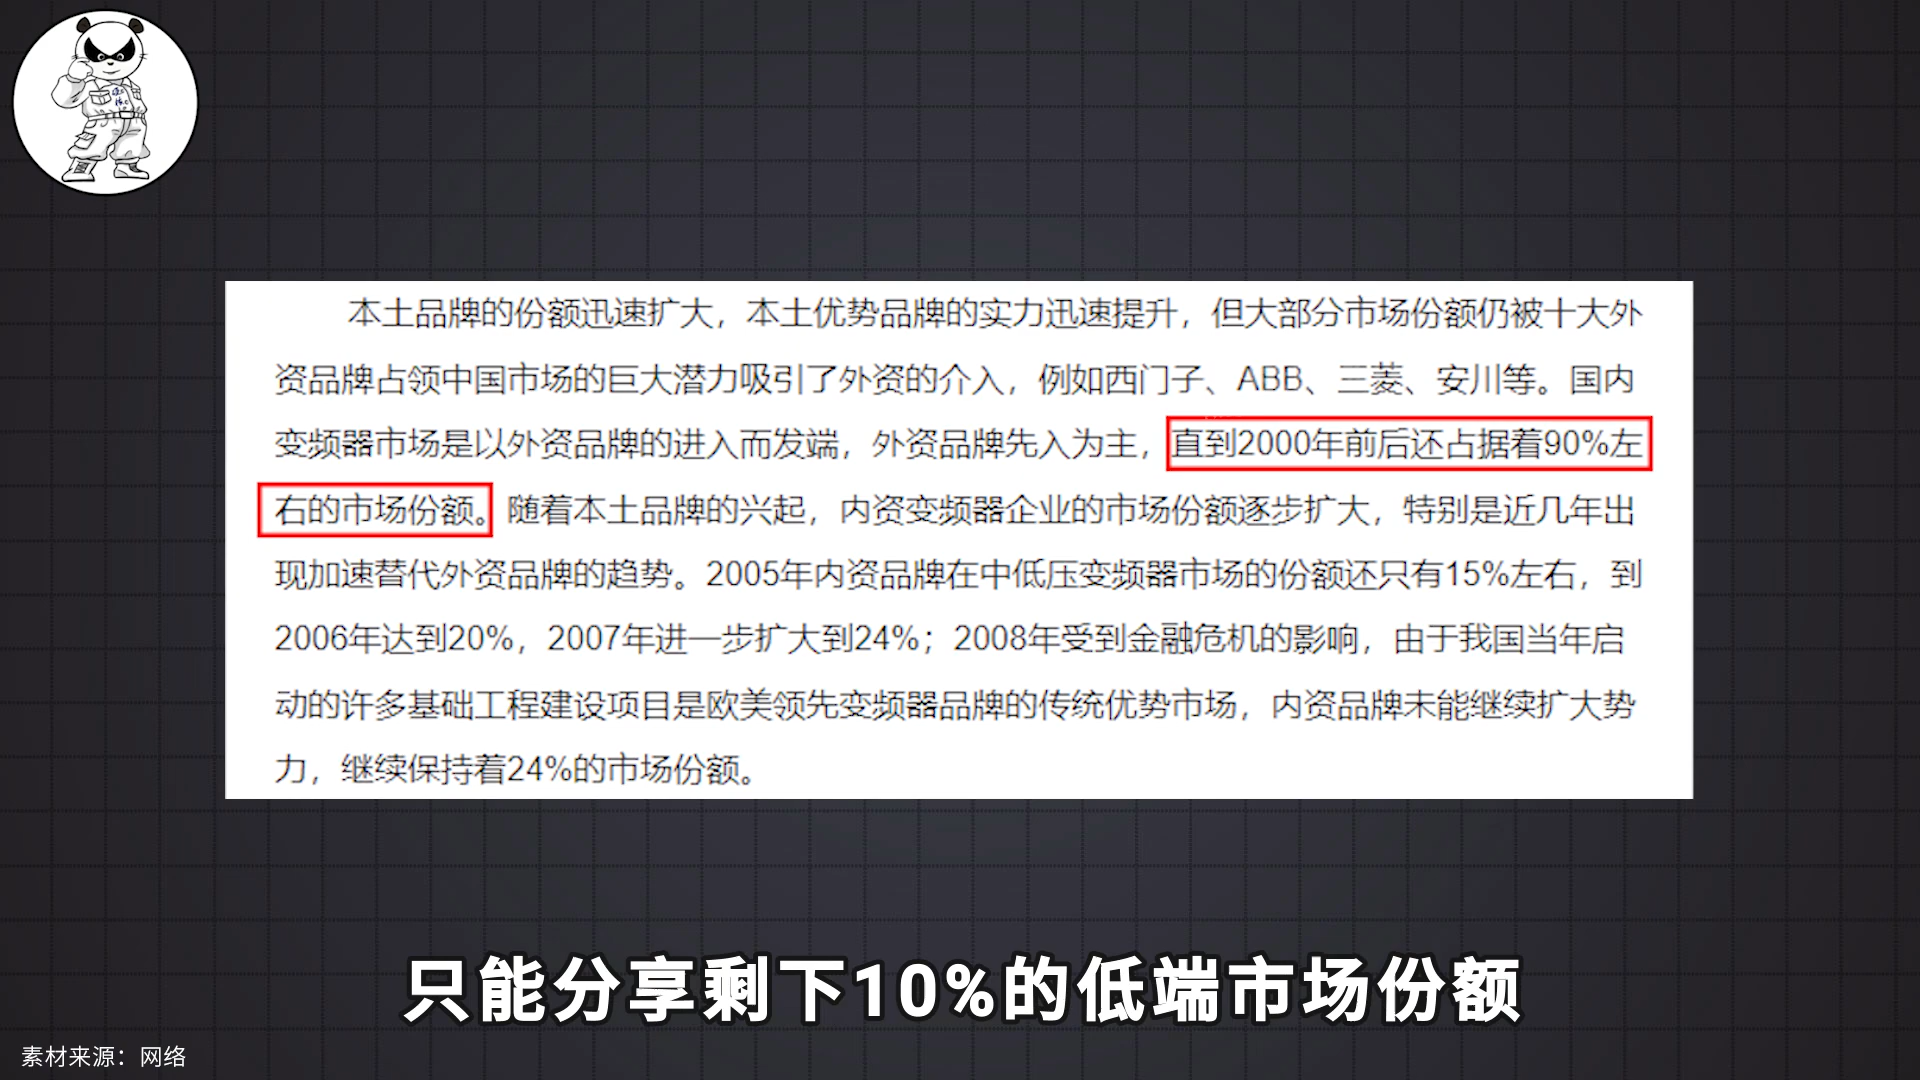 本土品牌的份额迅速扩大，本土优势品牌的实力迅速提升，但大部分市场份额仍被十大外
资品牌占领中国市场的巨大潜力吸引了外资的介入，例如西门子、ABB、三菱、安川等。国内
变频器市场是以外资品牌的进入而发端，外资品牌先入为主，直到2000年前后还占据着90%左
右的市场份额。随着本土品牌的兴起，内资变频器企业的市场份额逐步扩大，特别是近几年出
现加速替代外资品牌的趋势。2005年内资品牌在中低压变频器市场的份额还只有15%左右，到
2006年达到20%，2007年进一步扩大到24%；2008年受到金融危机的影响，由于我国当年启
动的许多基础工程建设项目是欧美领先变频器品牌的传统优势市场，内资品牌未能继续扩大势
力，继续保持着24%的市场份额。
只能分享剩下10%的低端市场份额
素材来源：网络